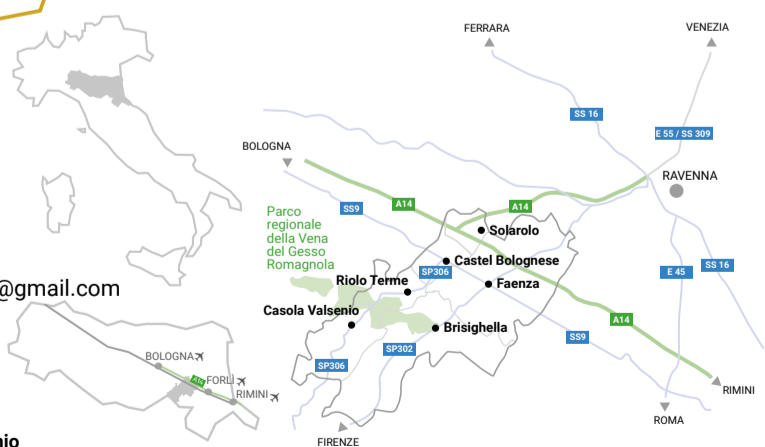 FERRARA
VENEZIA
SS 16
E 55 / SS 309
BOLOGNA
RAVENNA
SS9
A14
A14
Parco
regionale
della Vena
del Gesso
Romagnola
Solarolo
Castel Bolognese
SP306
Riolo Terme
Faenza
E 45
SS 16
@gmail.com
Casola Valsenio
Brisighella
A14
SS9
SP302
SP306
BOLOGNA
FORLÌ
RIMINI
RIMINI
ROMA
FIRENZE